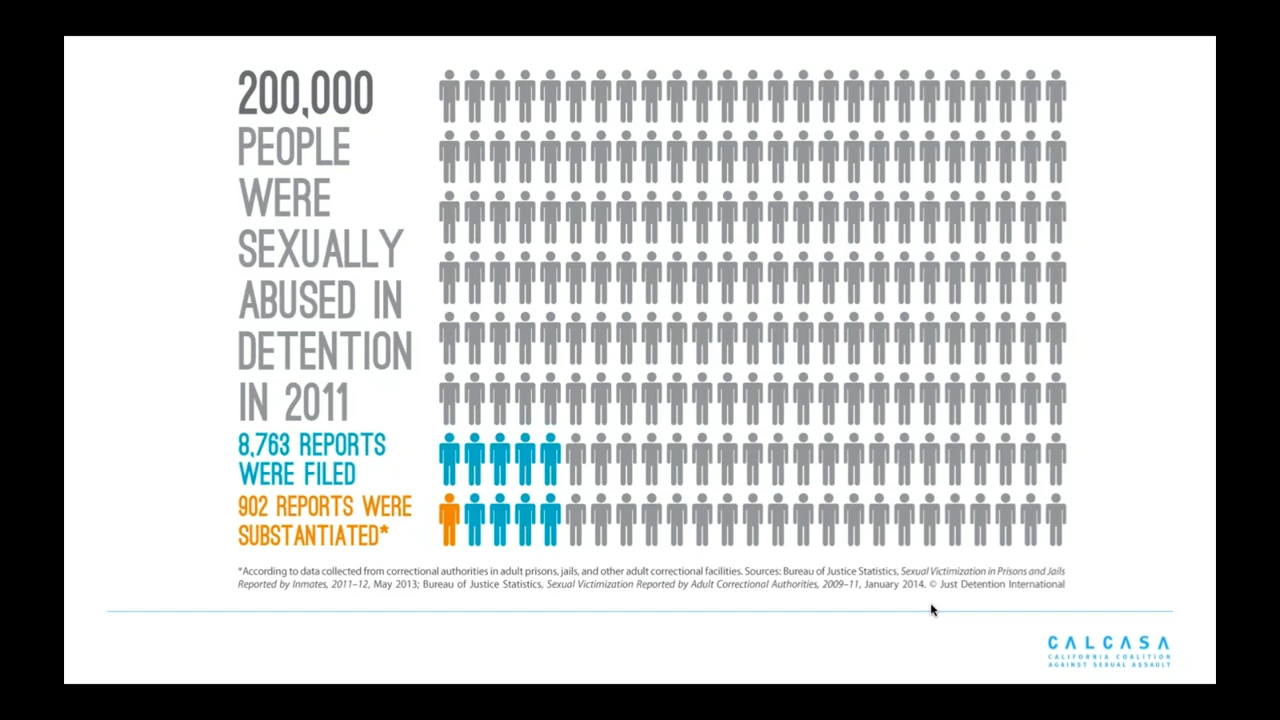 200,000
PEOPLE
WERE
SEXUALLY
ABUSED IN
DETENTION
IN 2011
8,763 REPORTS
WERE FILED
902 REPORTS WERE
SUBSTANTIATED*
*According to data collected from correctional authorities in adult prisons, jails, and other adult correctional facilities. Sources: Bureau of Justice Statistics, Sexual Victimization in Prisons and Jails
Reported by Inmates, 2011–12, May 2013; Bureau of Justice Statistics, Sexual Victimization Reported by Adult Correctional Authorities, 2009–11, January 2014. © Just Detention International
CALCASA
CALIFORNIA COALITION
AGAINST SEXUAL ASSAULT